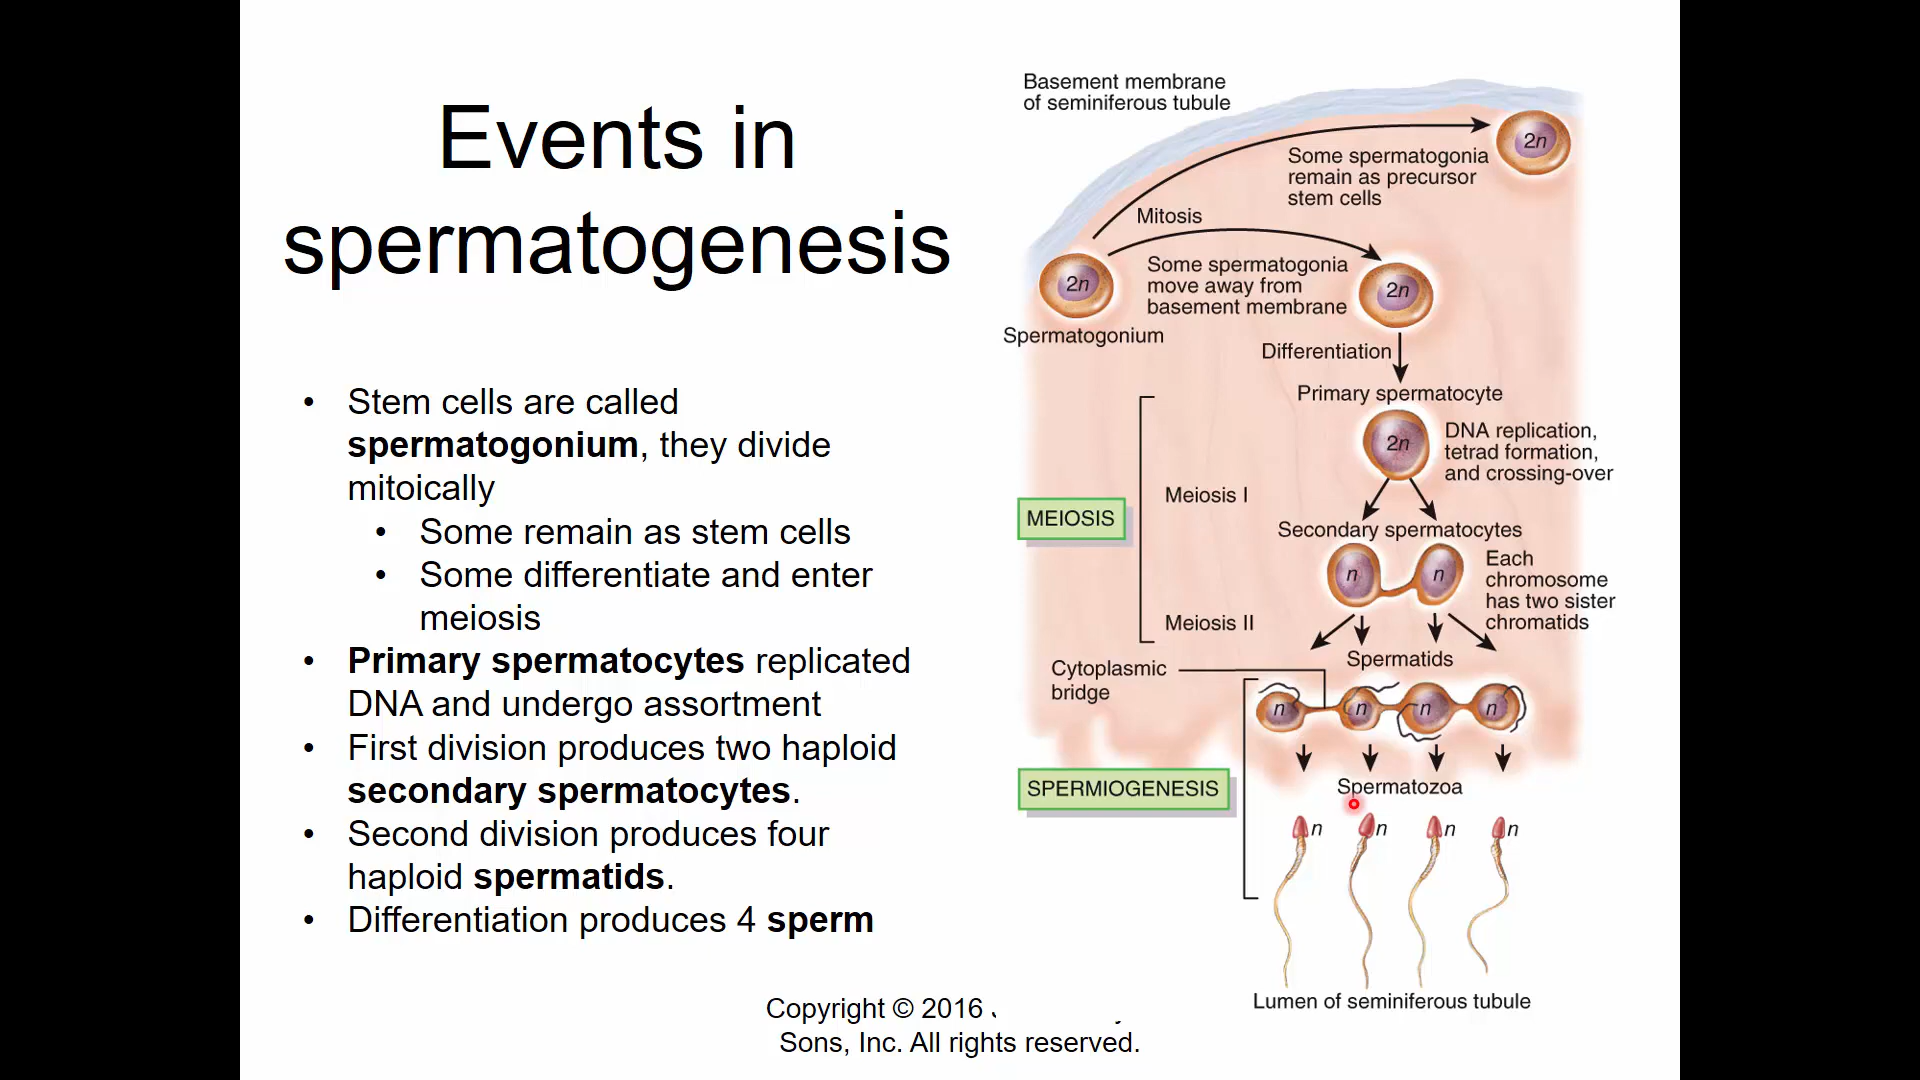 Events in
spermatogenesis
• Stem cells are called
spermatogonium, they divide
mitoically
• Some remain as stem cells
• Some differentiate and enter
meiosis
• Primary spermatocytes replicated
DNA and undergo assortment
• First division produces two haploid
secondary spermatocytes.
• Second division produces four
haploid spermatids.
• Differentiation produces 4 sperm
Basement membrane
of seminiferous tubule
2n
Some spermatogonia
remain as precursor
stem cells
Mitosis
2n
Some spermatogonia
move away from
basement membrane
2n
Spermatogonium
Differentiation
Primary spermatocyte
2n
DNA replication,
tetrad formation,
and crossing-over
MEIOSIS
Meiosis I
Secondary spermatocytes
n
n
Each
chromosome
has two sister
chromatids
Meiosis II
Spermatids
Cytoplasmic
bridge
n
n
n
n
SPERMIOGENESIS
Spermatozoa
n
n
n
n
Lumen of seminiferous tubule
Copyright © 2016
Sons, Inc. All rights reserved.